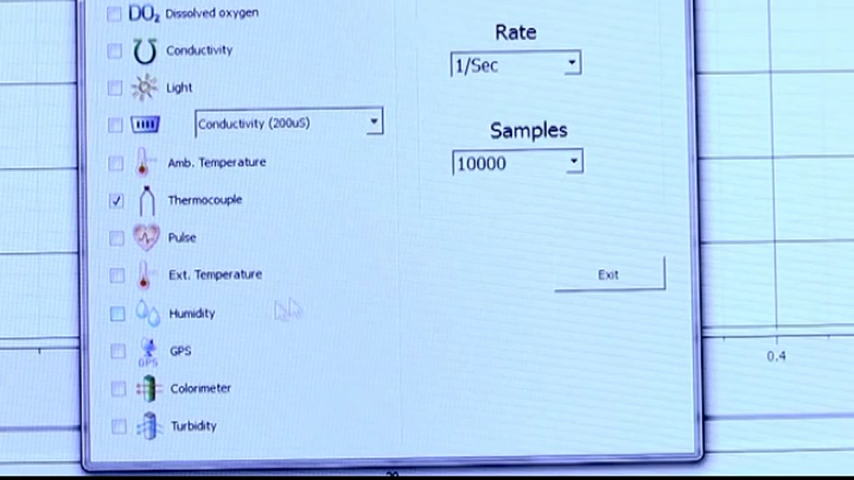 DO₂ Dissolved oxygen
Conductivity
Light
Conductivity (200uS)
Amb. Temperature
Thermocouple
Pulse
Ext. Temperature
Humidity
GPS
GPS
Colorimeter
Turbidity
Rate
1/Sec
Samples
10000
Exit
0.4